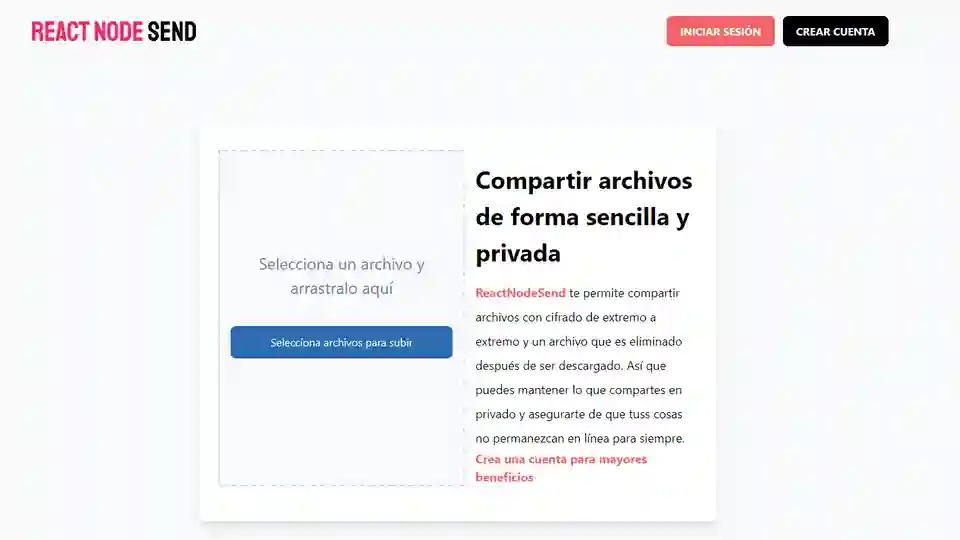 REACT NODE SEND
INICIAR SESIÓN
CREAR CUENTA
Selecciona un archivo y
arrastralo aquí
Selecciona archivos para subir
Compartir archivos
de forma sencilla y
privada
ReactNodeSend te permite compartir
archivos con cifrado de extremo a
extremo y un archivo que es eliminado
después de ser descargado. Así que
puedes mantener lo que compartes en
privado y asegurarte de que tuss cosas
no permanezcan en línea para siempre.
Crea una cuenta para mayores
beneficios